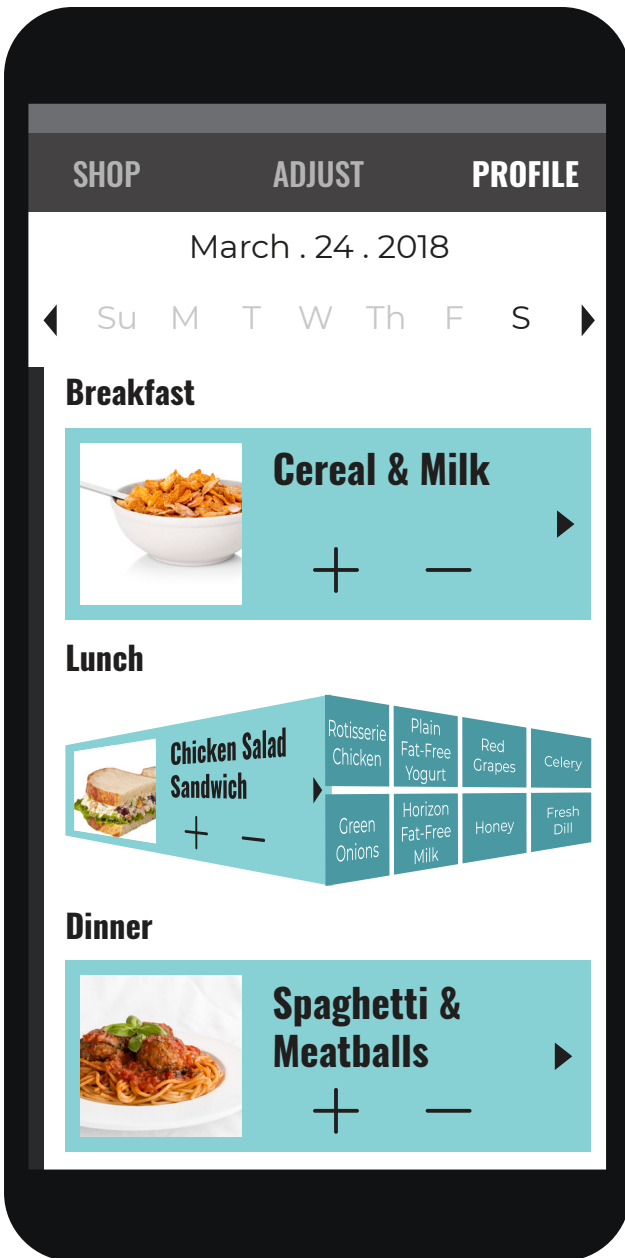 SHOP ADJUST PROFILE
March . 24 . 2018
Su M T W Th F S
Breakfast
Cereal & Milk
Lunch
Chicken Salad
Sandwich
Rotisserie
Chicken
Plain
Fat-Free
Yogurt
Red
Grapes
Celery
Green
Onions
Horizon
Fat-Free
Milk
Honey
Fresh
Dill
Dinner
Spaghetti &
Meatballs